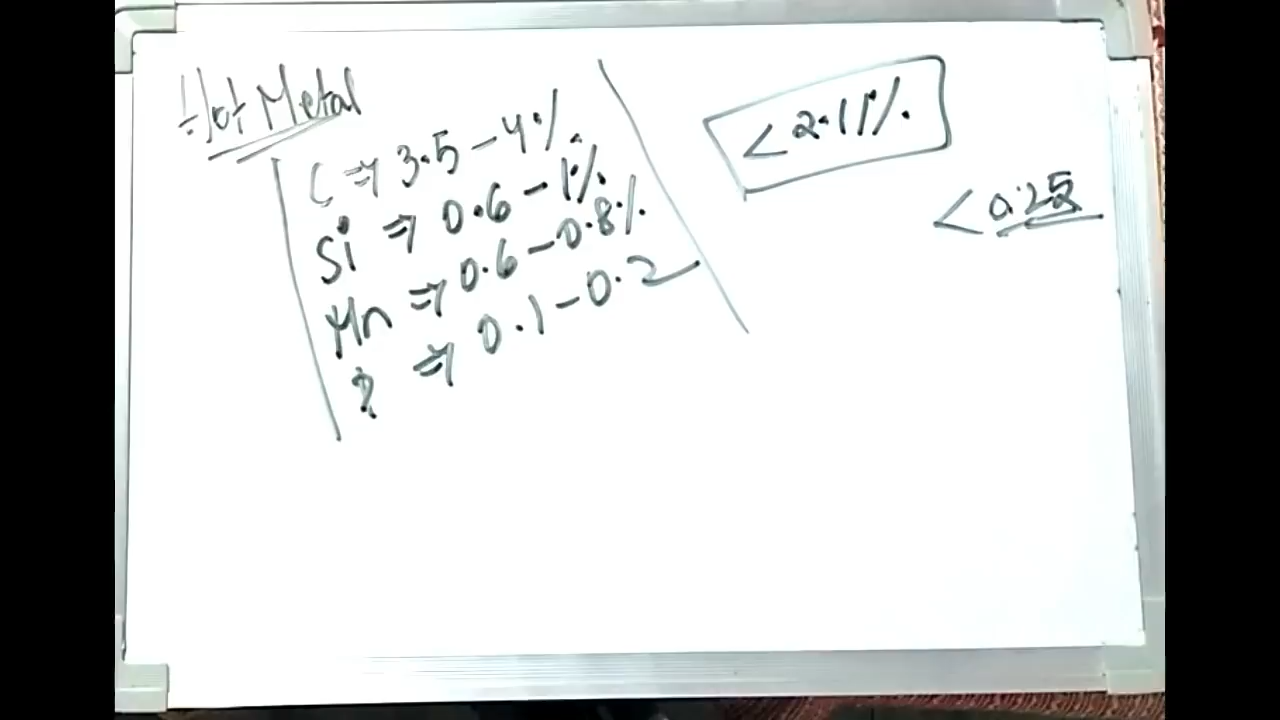 Hot Metal
C ⇒ 3.5 - 4%.
Si ⇒ 0.6 - 1%.
Mn ⇒ 0.6 - 0.8%
P ⇒ 0.1 - 0.2
< 2.11%.
< 0.25